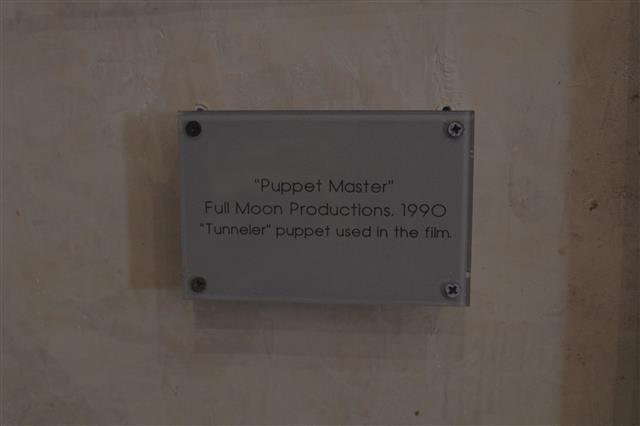 "Puppet Master"
Full Moon Productions. 1990
"Tunneler" puppet used in the film.